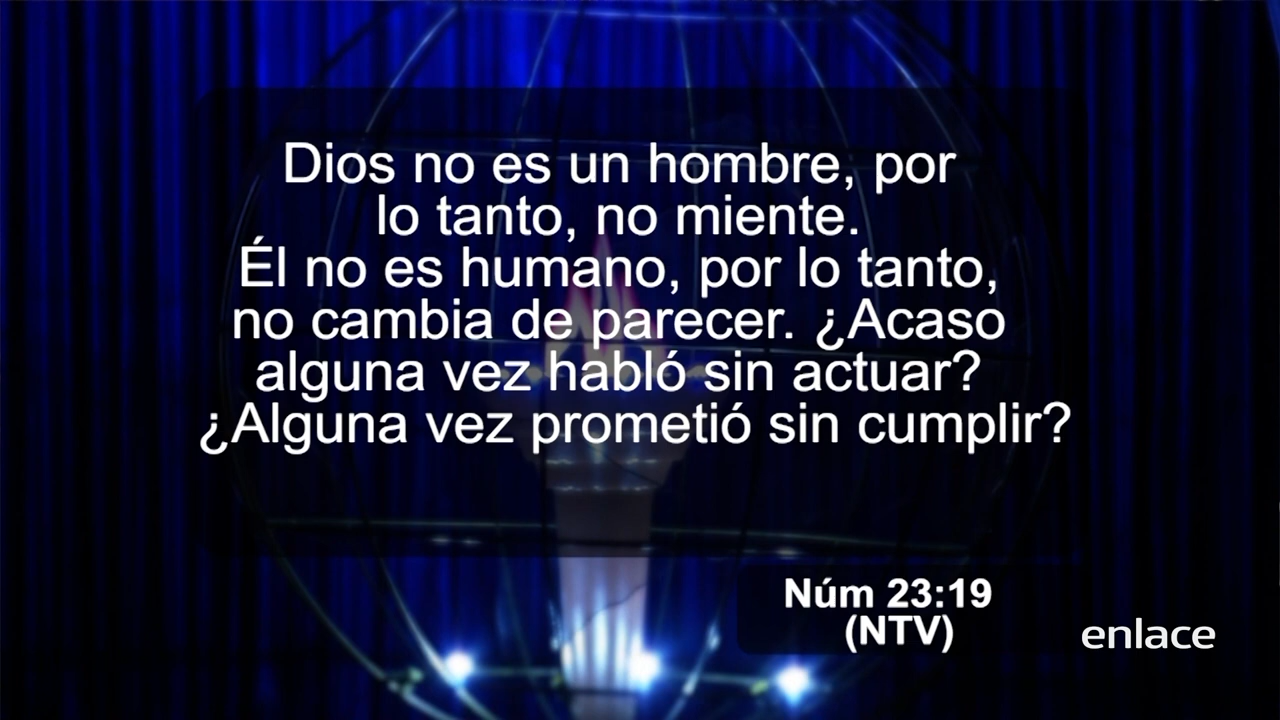 Dios no es un hombre, por
lo tanto, no miente.
Él no es humano, por lo tanto,
no cambia de parecer. ¿Acaso
alguna vez habló sin actuar?
¿Alguna vez prometió sin cumplir?
Núm 23:19
(NTV)
enlace